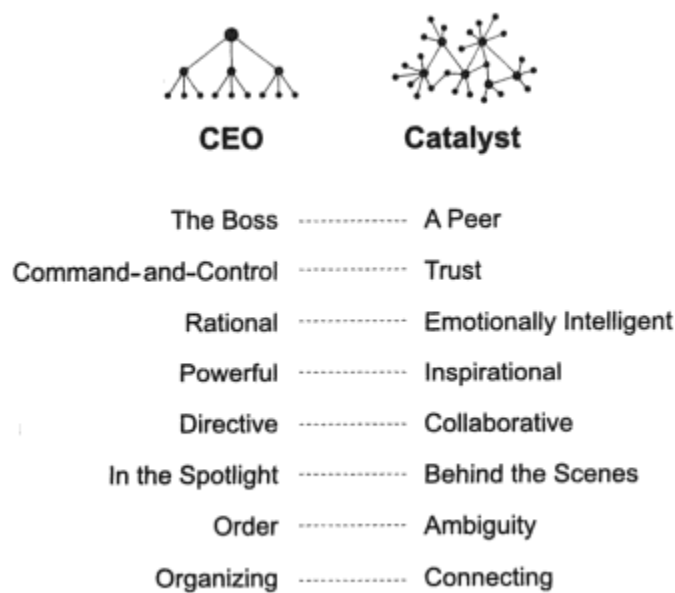 CEO Catalyst
The Boss A Peer
Command-and-Control Trust
Rational Emotionally Intelligent
Powerful Inspirational
Directive Collaborative
In the Spotlight Behind the Scenes
Order Ambiguity
Organizing Connecting